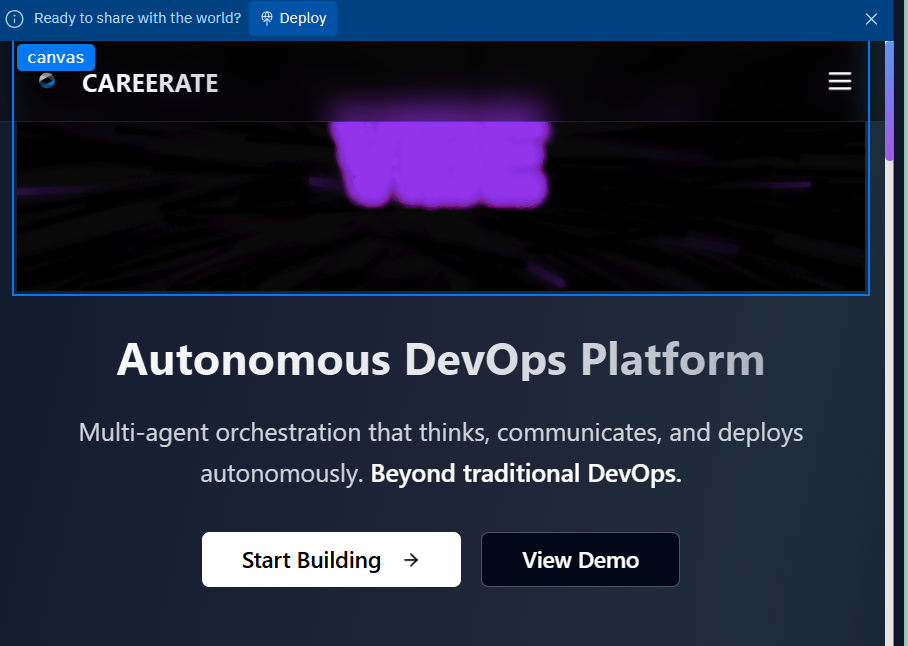 Ready to share with the world? Deploy
canvas
CAREERATE
Autonomous DevOps Platform
Multi-agent orchestration that thinks, communicates, and deploys
autonomously. Beyond traditional DevOps.
Start Building → View Demo